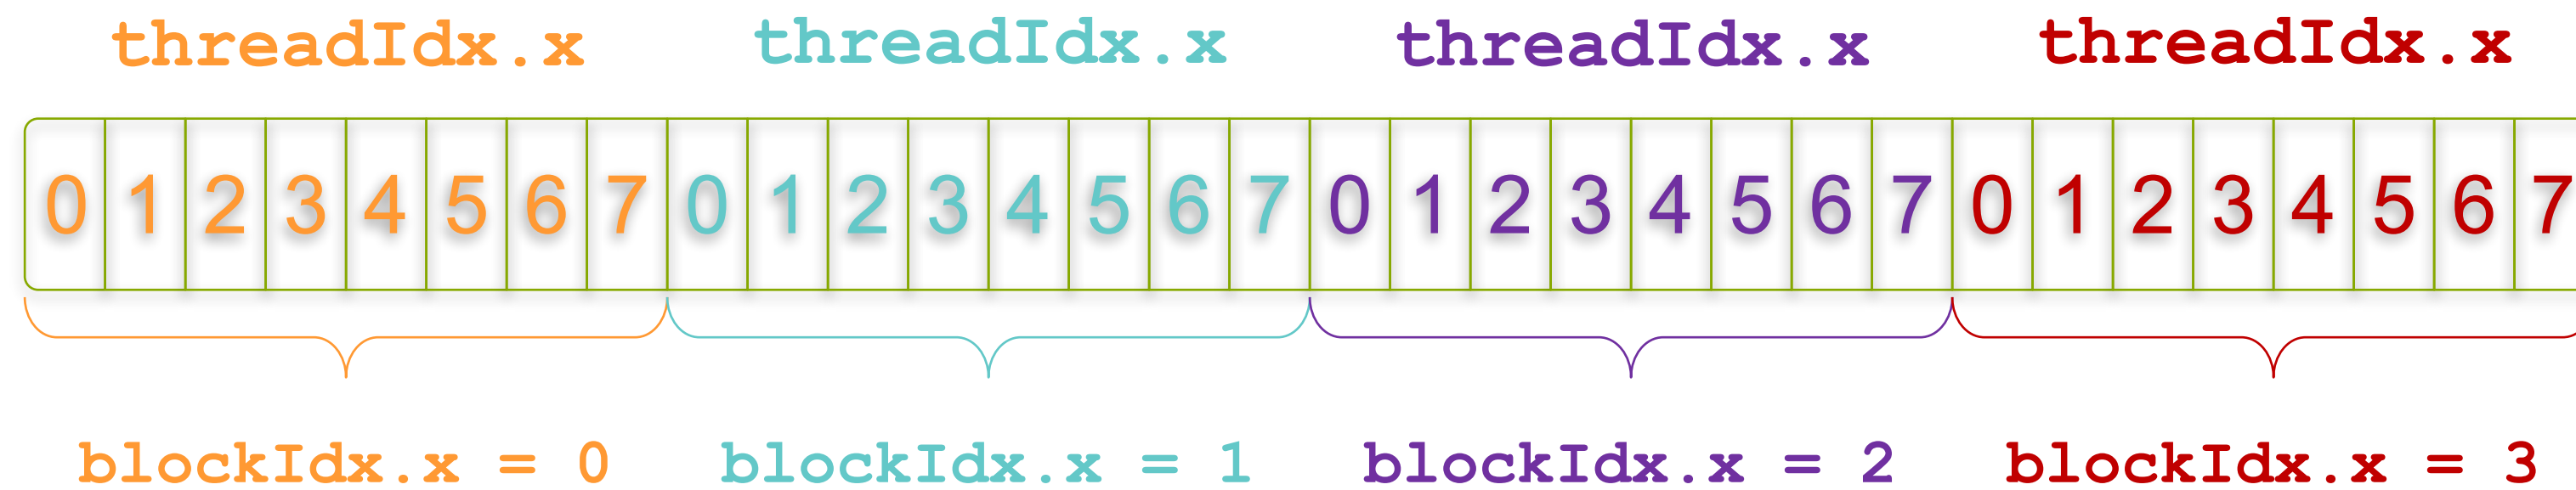 threadIdx.x threadIdx.x threadIdx.x threadIdx.x
0 1 2 3 4 5 6 7 0 1 2 3 4 5 6 7 0 1 2 3 4 5 6 7 0 1 2 3 4 5 6 7
blockIdx.x = 0 blockIdx.x = 1 blockIdx.x = 2 blockIdx.x = 3